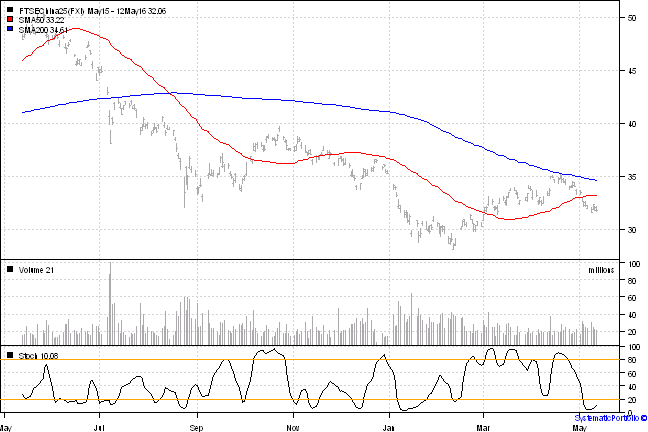 FTSEChina25(FXI) May15 - 12May16 32.06
SMA50 33.22
SMA200 34.61
50
45
40
35
30
Volume 21
millions
100
80
60
40
20
Stoch 10.08
100
80
60
40
20
0
May
Jul
Sep
Nov
Jan
Mar
May
SystematicPortfolio ©